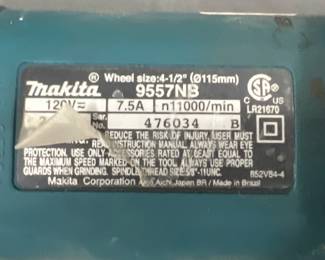 Wheel size:4-1/2" (Ø115mm)
makita® 9557NB
120V 7.5A n11000/min
C US
LR21670
Ser. No. 476034 B
REDUCE THE RISK OF INJURY, USER MUST
INSTRUCTION MANUAL. ALWAYS WEAR EYE
PROTECTION. USE ONLY ACCESSORIES RATED AT LEAST EQUAL TO
THE MAXIMUM SPEED MARKED ON THE TOOL. ALWAYS USE PROPER
GUARDS WHEN GRINDING. SPINDLE THREAD SIZE 5/8"-11UNC.
Makita Corporation Anjo, Aichi, Japan BR / Made in Brazil
852V84-4